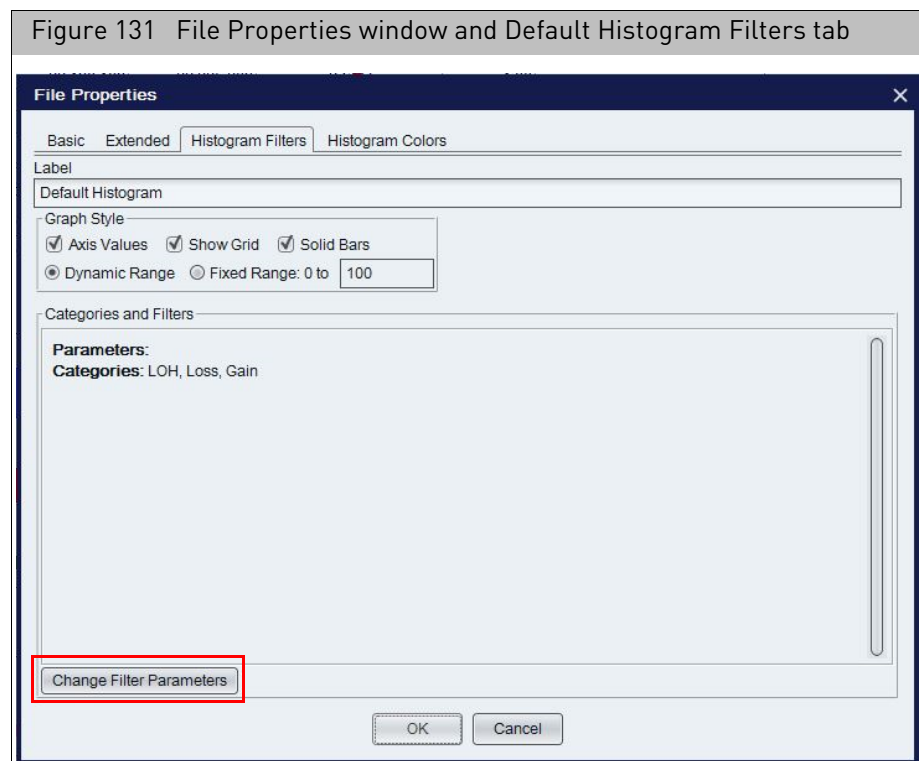 Figure 131 File Properties window and Default Histogram Filters tab
File Properties
Basic Extended Histogram Filters Histogram Colors
Label
Default Histogram
Graph Style
Axis Values Show Grid Solid Bars
Dynamic Range Fixed Range: 0 to 100
Categories and Filters
Parameters:
Categories: LOH, Loss, Gain
Change Filter Parameters
OK Cancel